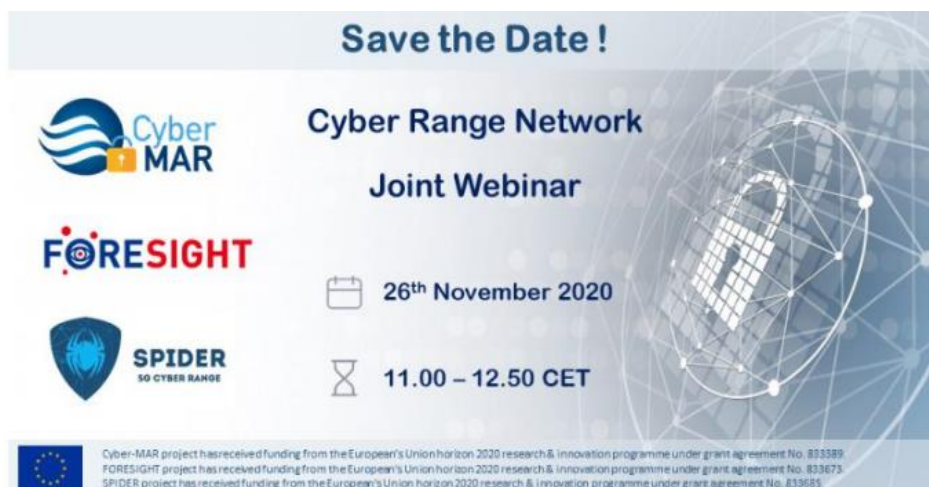 Save the Date !
Cyber
MAR
Cyber Range Network
Joint Webinar
FORESIGHT
26th November 2020
SPIDER
5G CYBER RANGE
11.00 – 12.50 CET
Cyber-MAR project has received funding from the European's Union horizon 2020 research & innovation programme under grant agreement No. 833389.
FORESIGHT project has received funding from the European's Union horizon 2020 research & innovation programme under grant agreement No. 833673.
SPIDER project has received funding from the European's Union horizon 2020 research & innovation programme under grant agreement No. 833685.